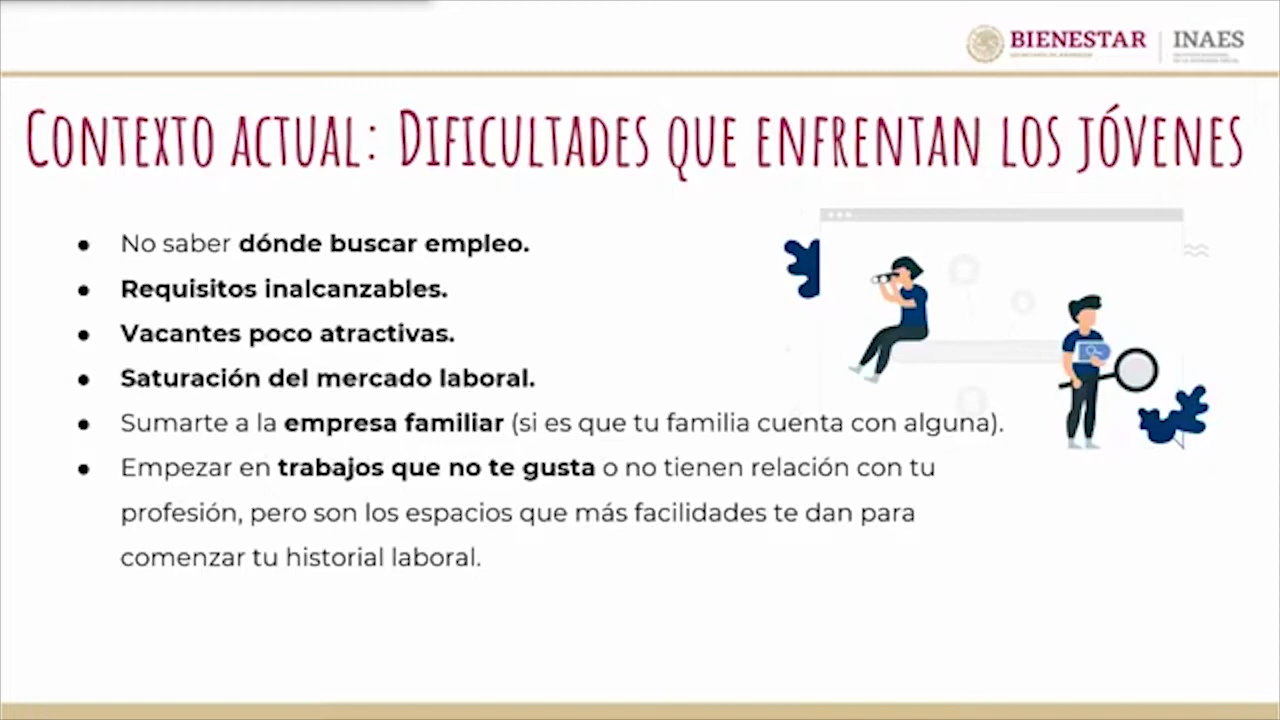 BIENESTAR
INAES
CONTEXTO ACTUAL: DIFICULTADES QUE ENFRENTAN LOS JÓVENES
● No saber dónde buscar empleo.
● Requisitos inalcanzables.
● Vacantes poco atractivas.
● Saturación del mercado laboral.
● Sumarte a la empresa familiar (si es que tu familia cuenta con alguna).
● Empezar en trabajos que no te gusta o no tienen relación con tu
profesión, pero son los espacios que más facilidades te dan para
comenzar tu historial laboral.